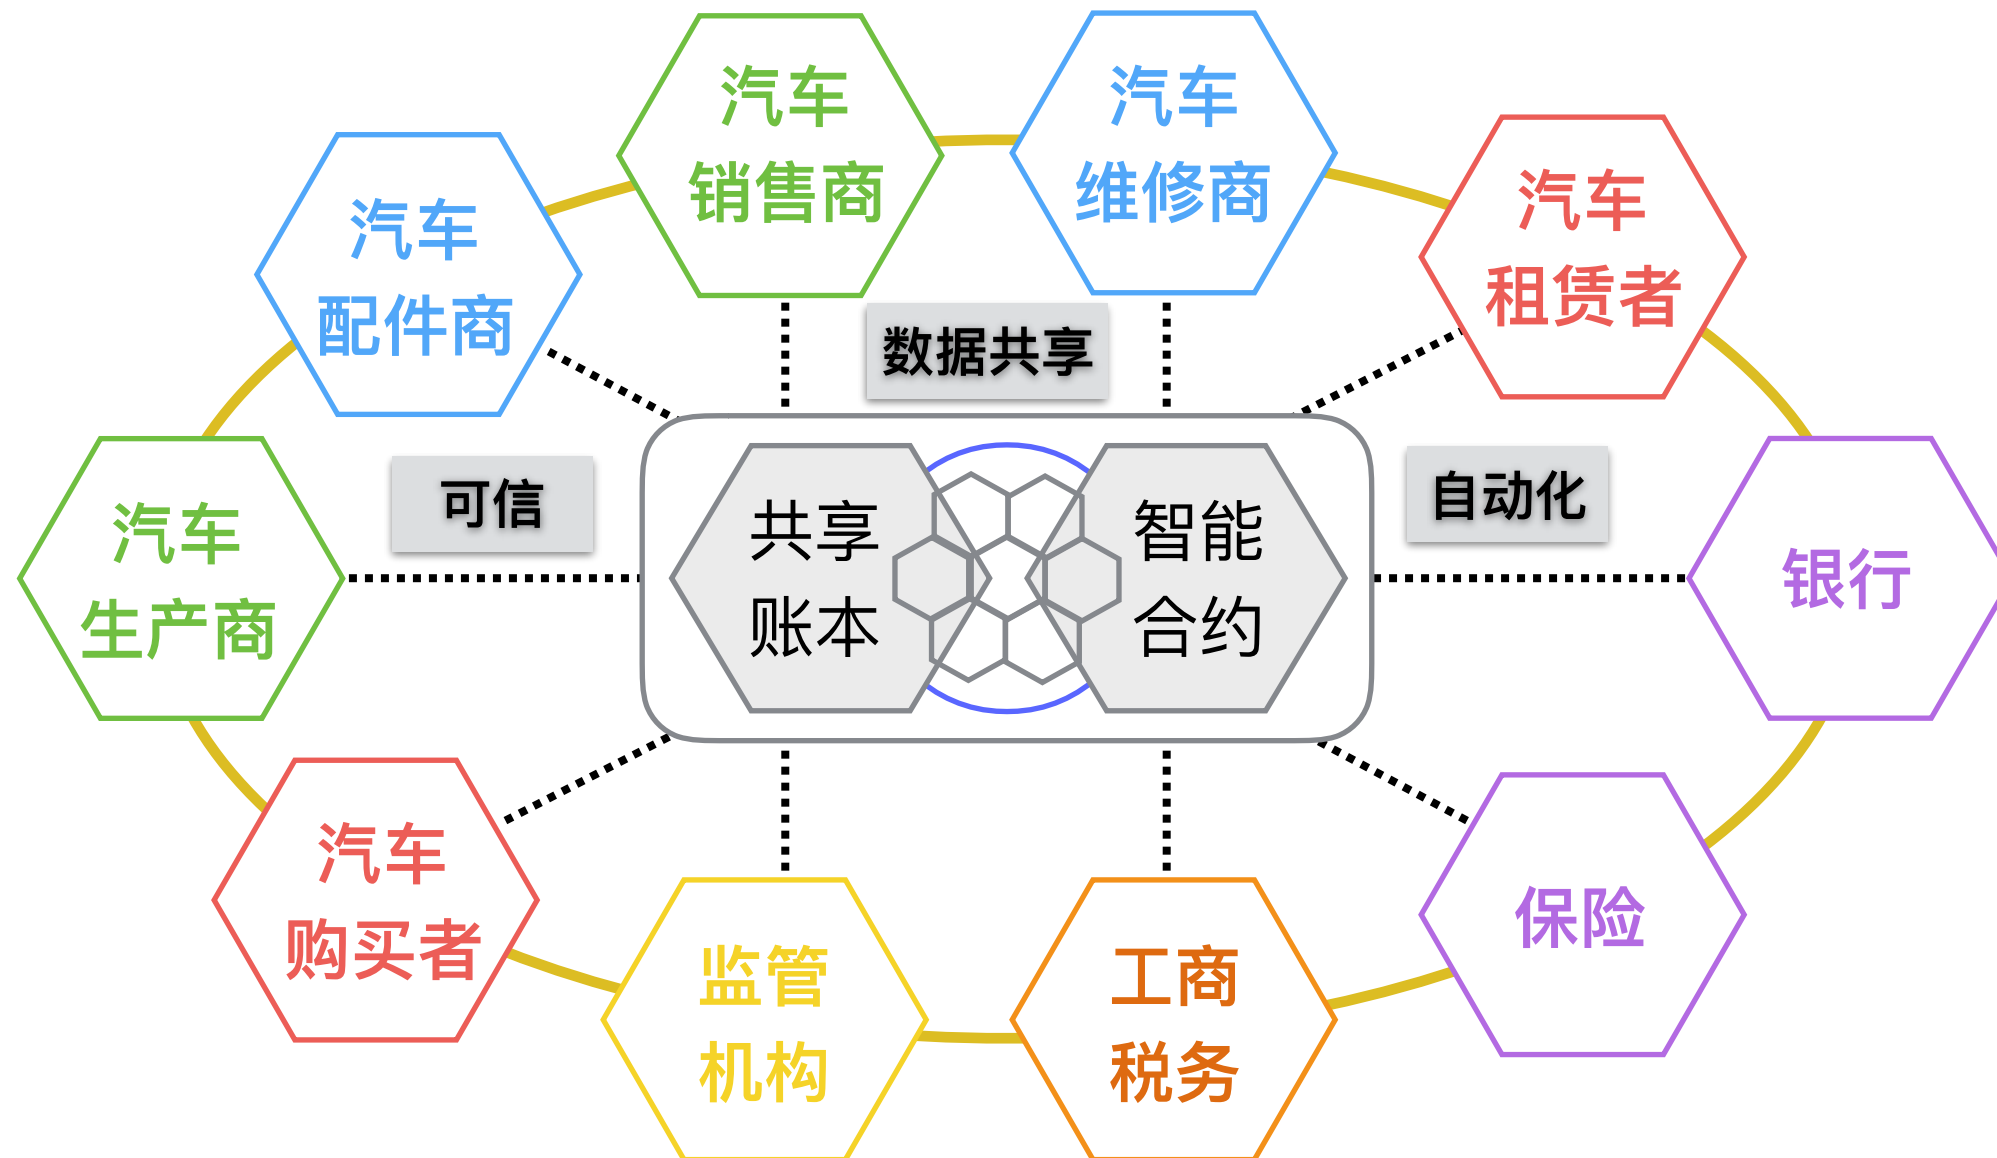 汽车
销售商
汽车
维修商
汽车
租赁者
汽车
配件商
数据共享
可信
自动化
汽车
生产商
共享
账本
智能
合约
银行
汽车
购买者
监管
机构
工商
税务
保险